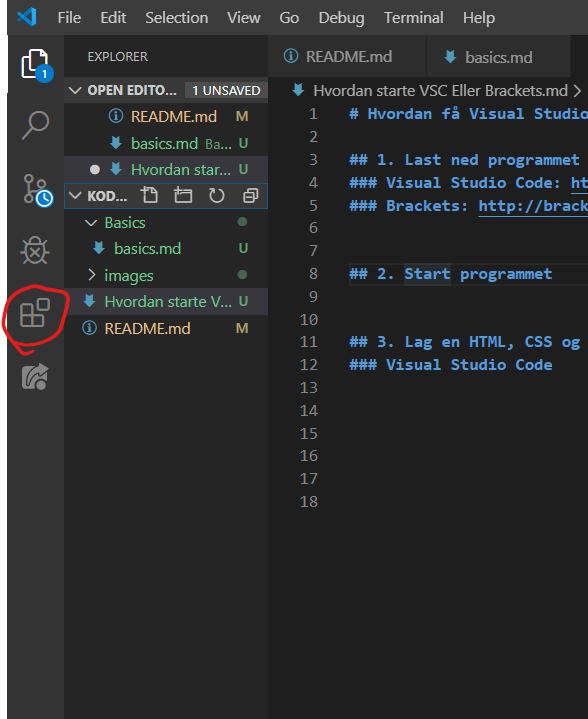 File Edit Selection View Go Debug Terminal Help
EXPLORER
OPEN EDITO... 1 UNSAVED
README.md M
basics.md Ba... U
Hvordan star... U
KOD...
Basics
basics.md U
images
Hvordan starte V... U
README.md M
1
README.md basics.md
Hvordan starte VSC Eller Brackets.md
1 # Hvordan få Visual Studio
2
3 ## 1. Last ned programmet
4 ### Visual Studio Code: ht
5 ### Brackets: http://brack
6
7
8 ## 2. Start programmet
9
10
11 ## 3. Lag en HTML, CSS og
12 ### Visual Studio Code
13
14
15
16
17
18